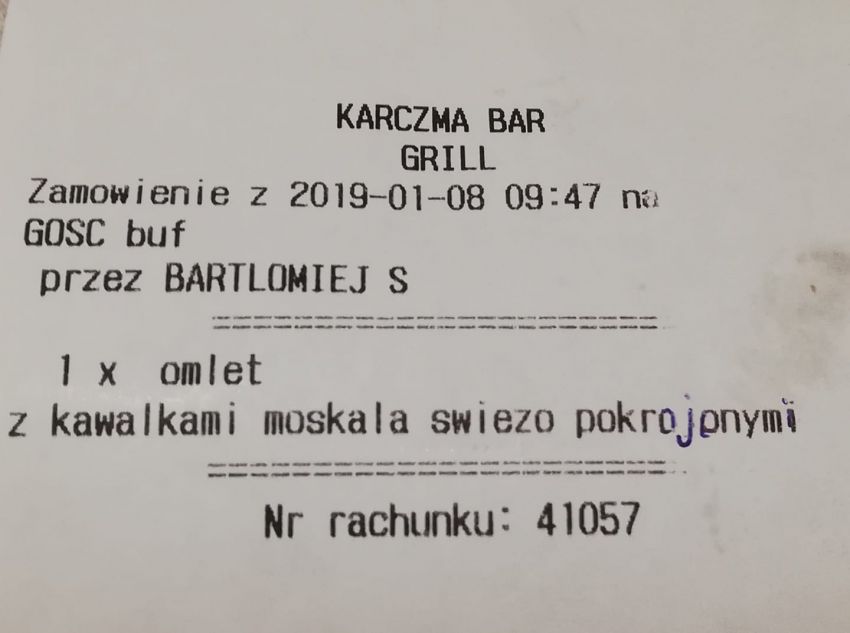 KARCZMA BAR
GRILL
Zamowienie z 2019-01-08 09:47 na
GOSC buf
przez BARTLOMIEJ S
================================
1 x omlet
z kawalkami moskala swiezo pokrojonymi
================================
Nr rachunku: 41057